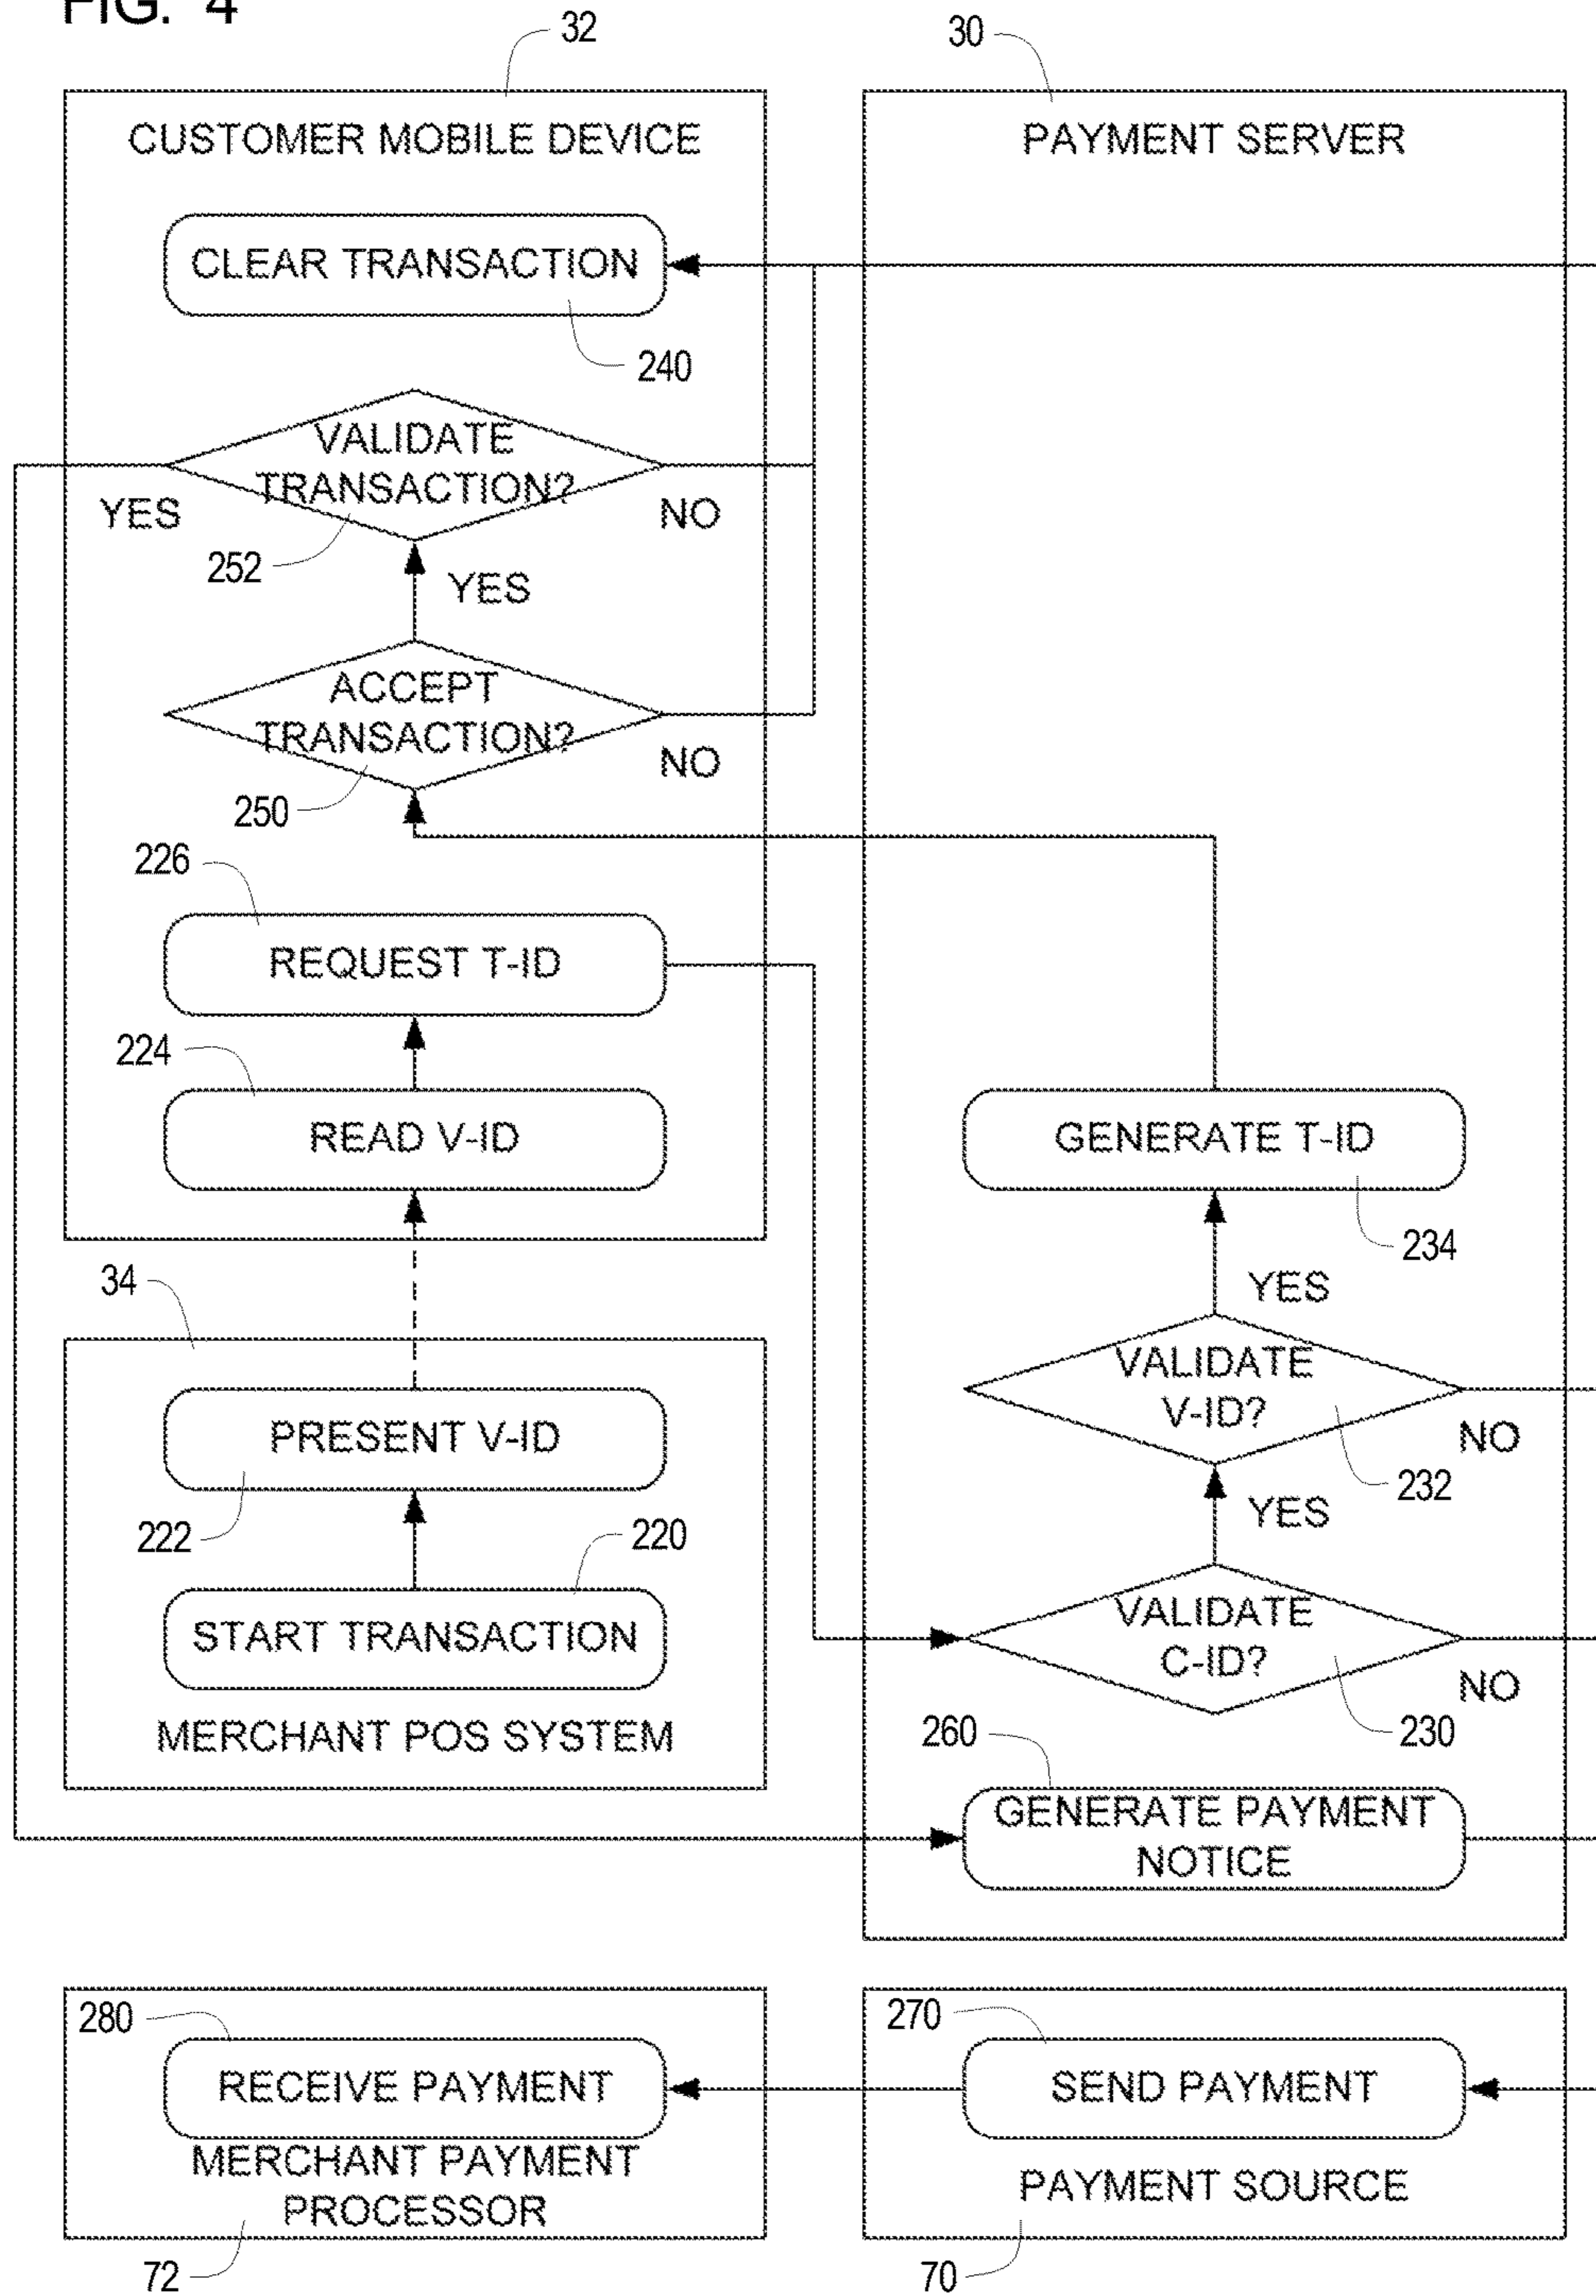 FIG. 4
32
30
CUSTOMER MOBILE DEVICE
PAYMENT SERVER
CLEAR TRANSACTION
240
VALIDATE
TRANSACTION?
YES
NO
252
YES
ACCEPT
TRANSACTION?
NO
250
226
REQUEST T-ID
224
READ V-ID
GENERATE T-ID
234
34
YES
VALIDATE
V-ID?
PRESENT V-ID
NO
232
222
220
YES
START TRANSACTION
VALIDATE
C-ID?
NO
MERCHANT POS SYSTEM
260
230
GENERATE PAYMENT
NOTICE
280
270
RECEIVE PAYMENT
SEND PAYMENT
MERCHANT PAYMENT
PROCESSOR
PAYMENT SOURCE
72
70